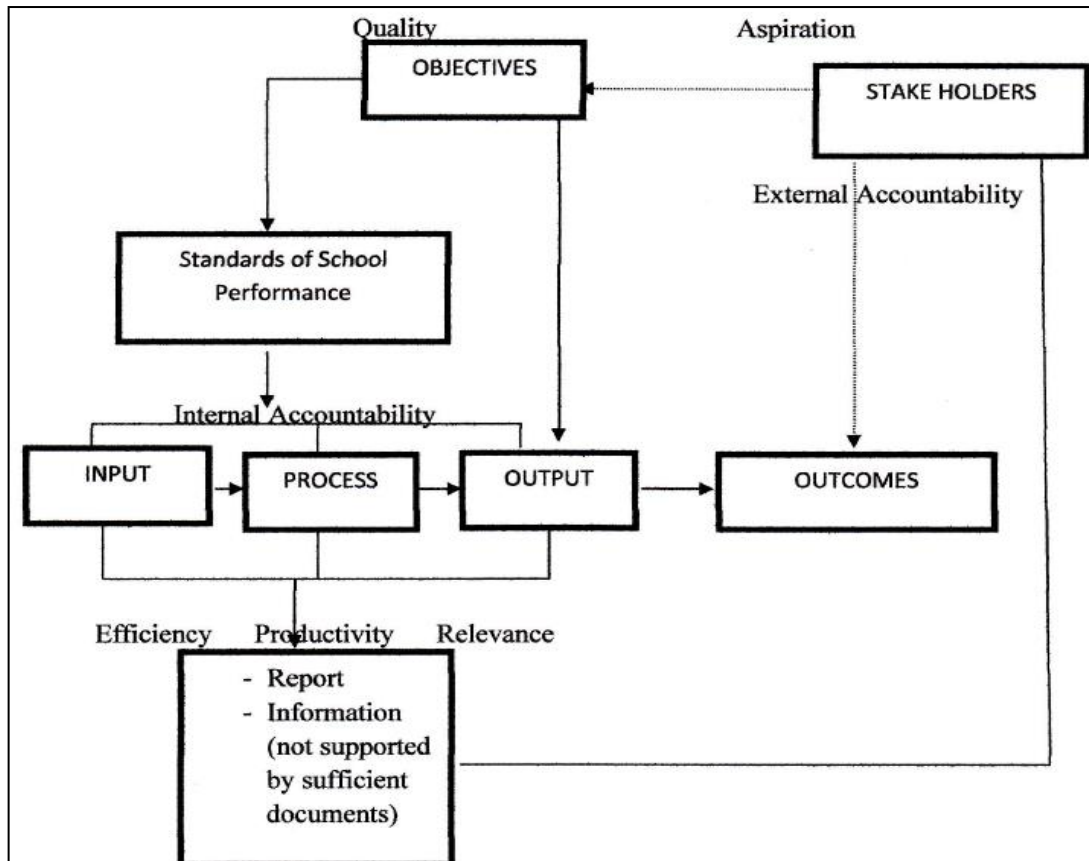 Quality
Aspiration
OBJECTIVES
STAKE HOLDERS
External Accountability
Standards of School
Performance
Internal Accountability
INPUT
PROCESS
OUTPUT
OUTCOMES
Efficiency
Productivity
Relevance
- Report
- Information
(not supported
by sufficient
documents)